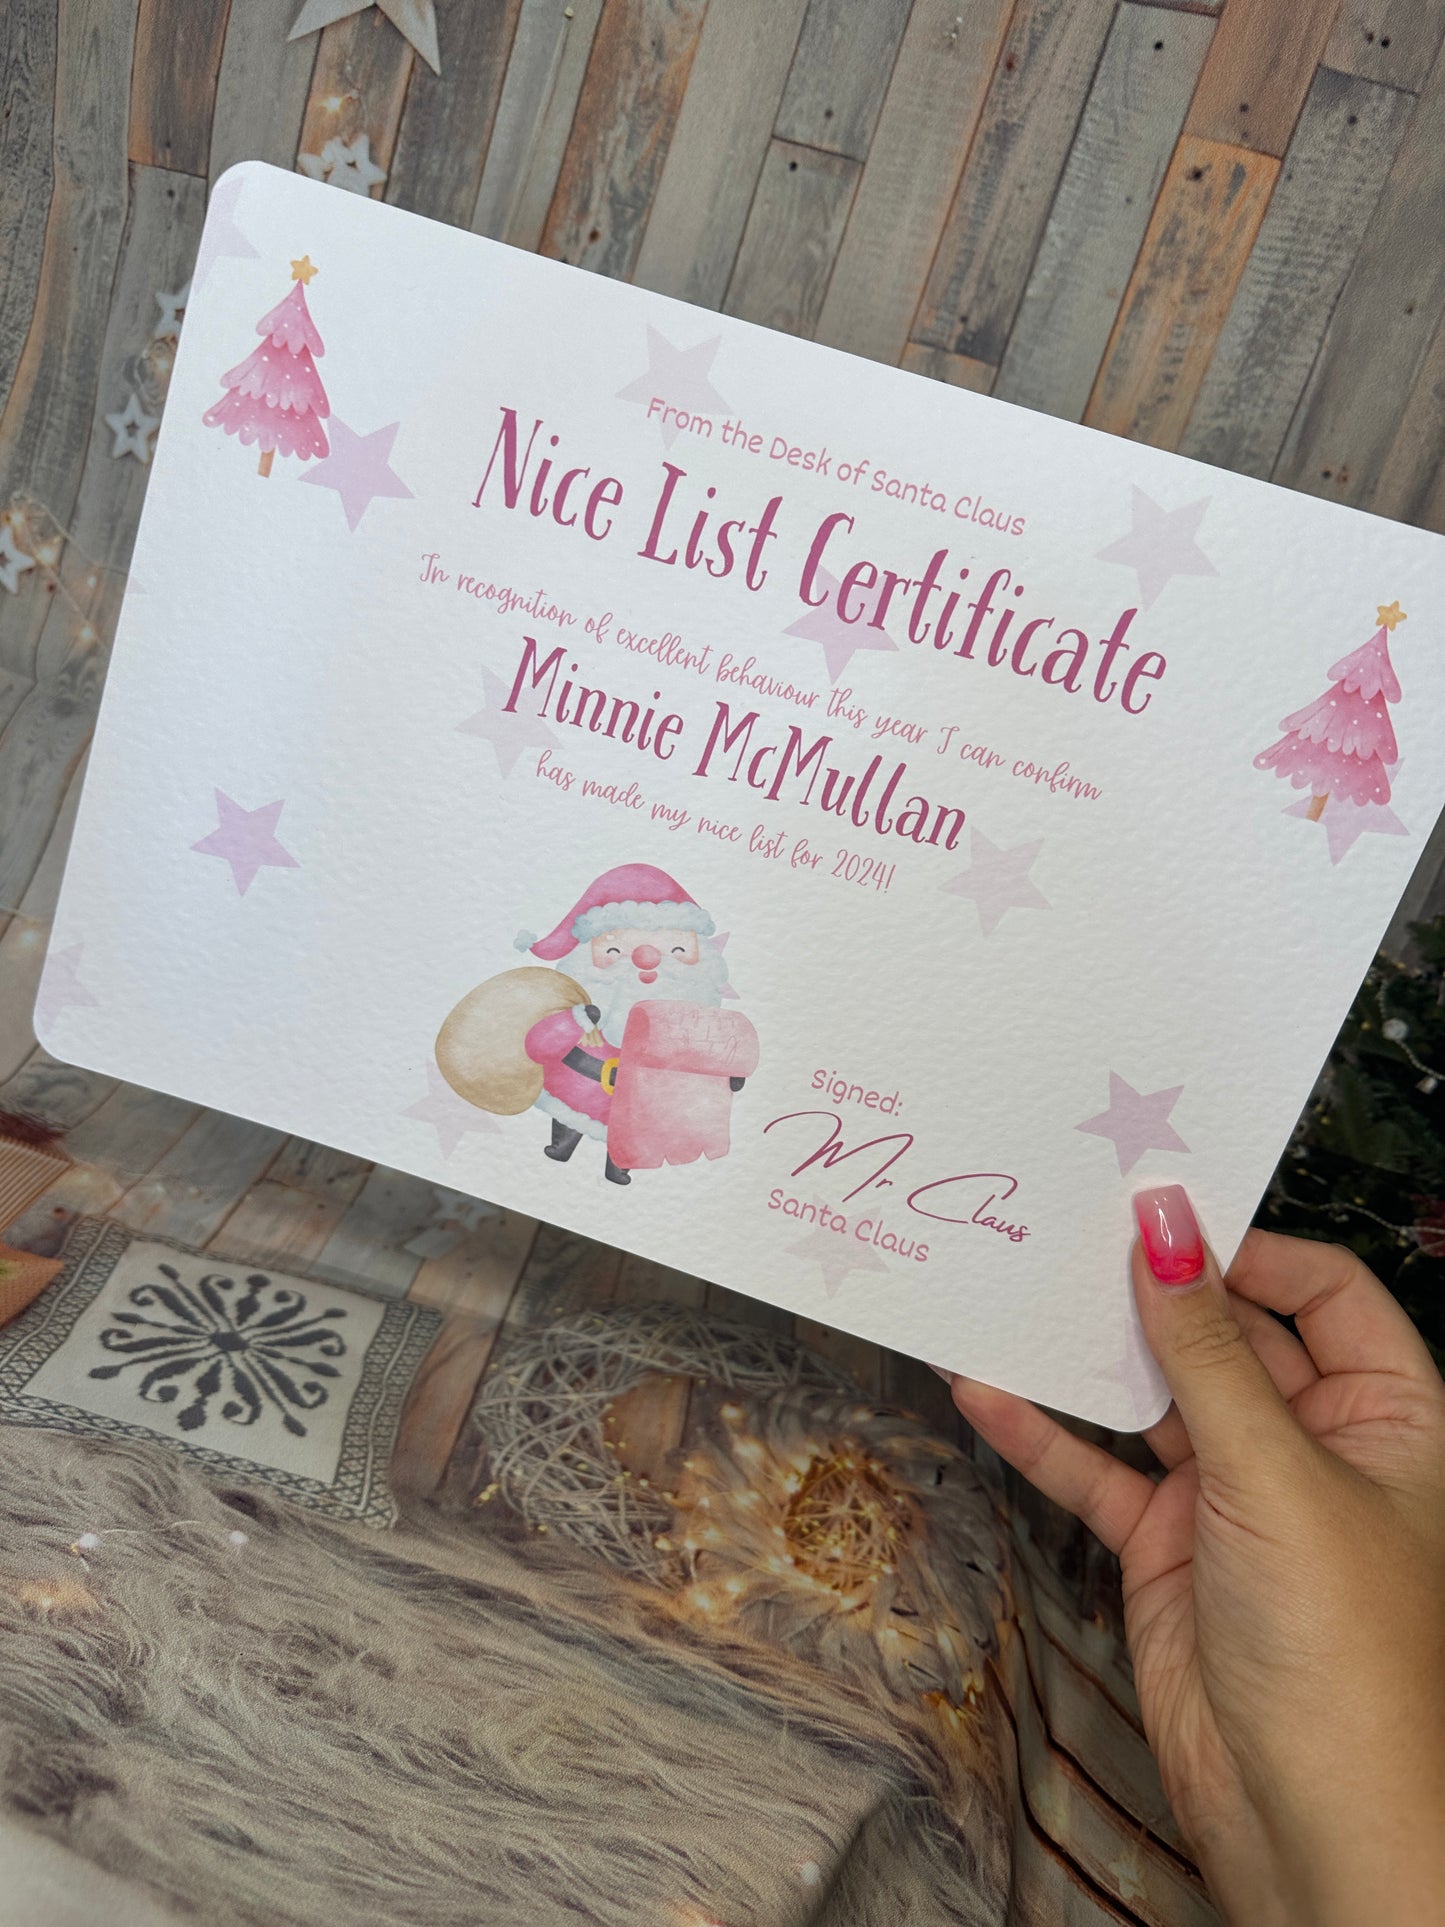 From the Desk of Santa Claus
Nice List Certificate
In recognition of excellent behaviour this year I can confirm
Minnie McMullan
has made my nice list for 2024!
signed:
Mr Claus
Santa Claus